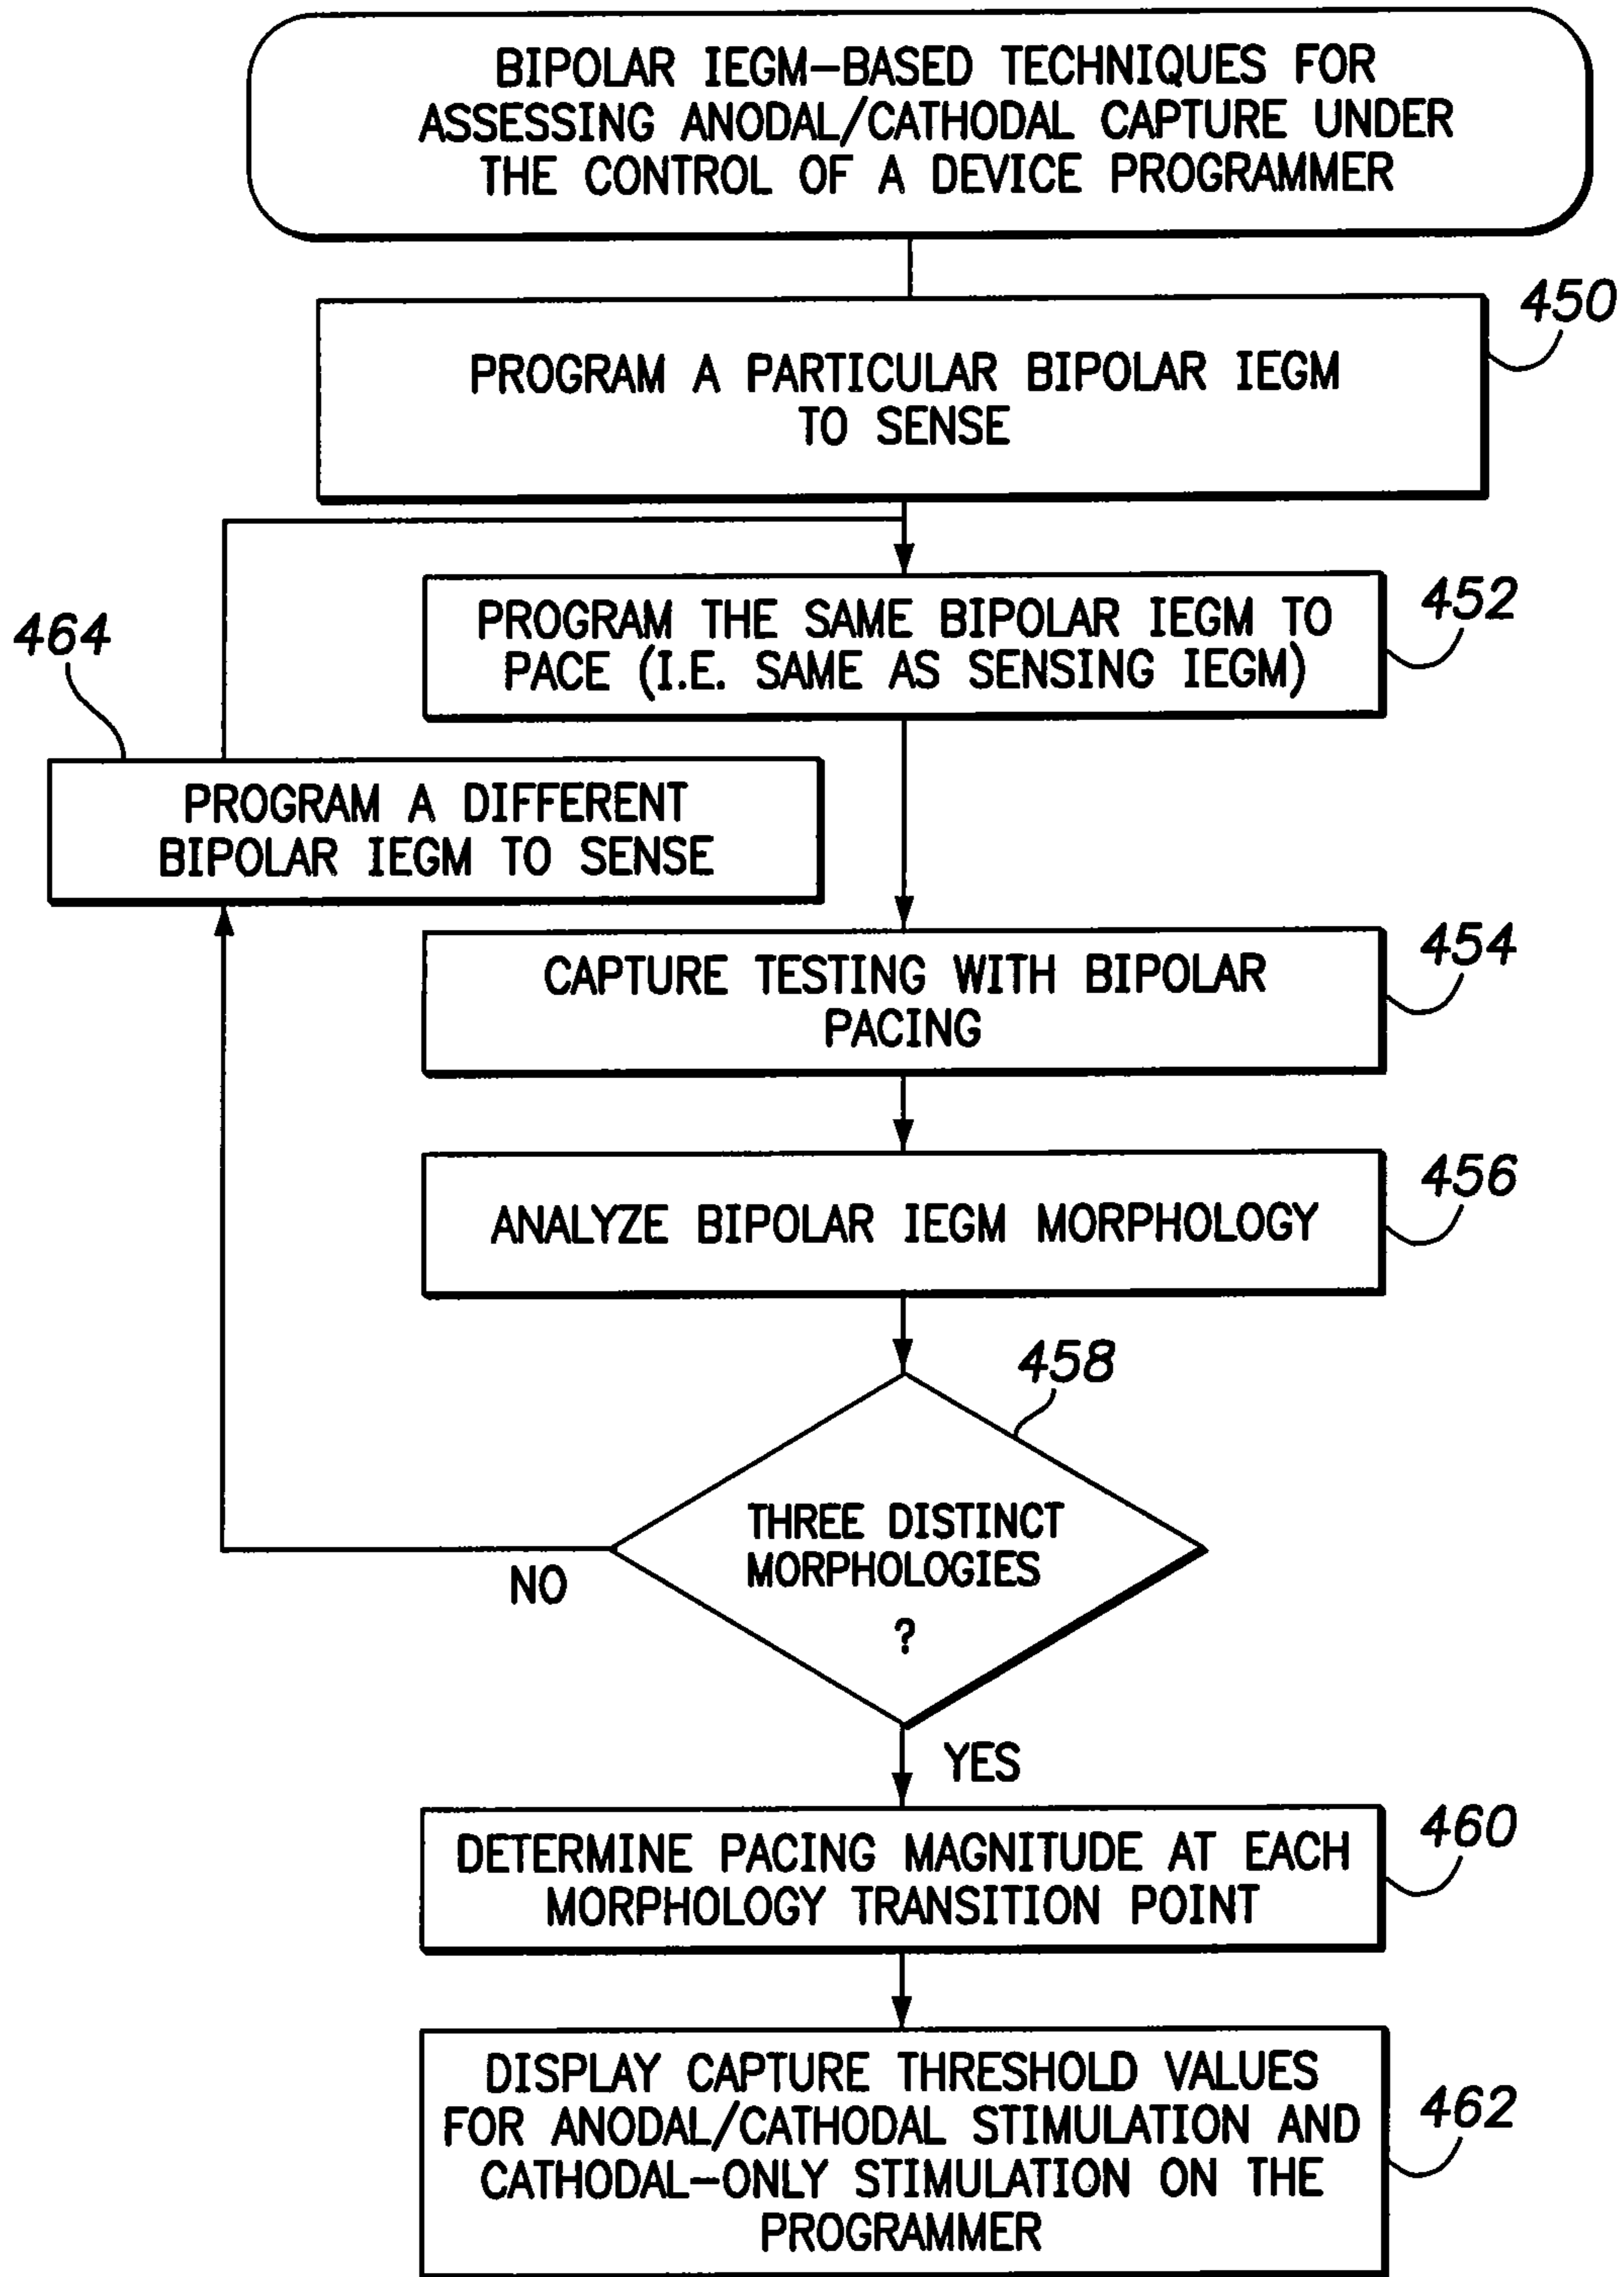 BIPOLAR IEGM-BASED TECHNIQUES FOR
ASSESSING ANODAL/CATHODAL CAPTURE UNDER
THE CONTROL OF A DEVICE PROGRAMMER
450
PROGRAM A PARTICULAR BIPOLAR IEGM
TO SENSE
452
PROGRAM THE SAME BIPOLAR IEGM TO
PACE (I.E. SAME AS SENSING IEGM)
464
PROGRAM A DIFFERENT
BIPOLAR IEGM TO SENSE
454
CAPTURE TESTING WITH BIPOLAR
PACING
456
ANALYZE BIPOLAR IEGM MORPHOLOGY
458
THREE DISTINCT
MORPHOLOGIES
?
NO
YES
460
DETERMINE PACING MAGNITUDE AT EACH
MORPHOLOGY TRANSITION POINT
462
DISPLAY CAPTURE THRESHOLD VALUES
FOR ANODAL/CATHODAL STIMULATION AND
CATHODAL-ONLY STIMULATION ON THE
PROGRAMMER